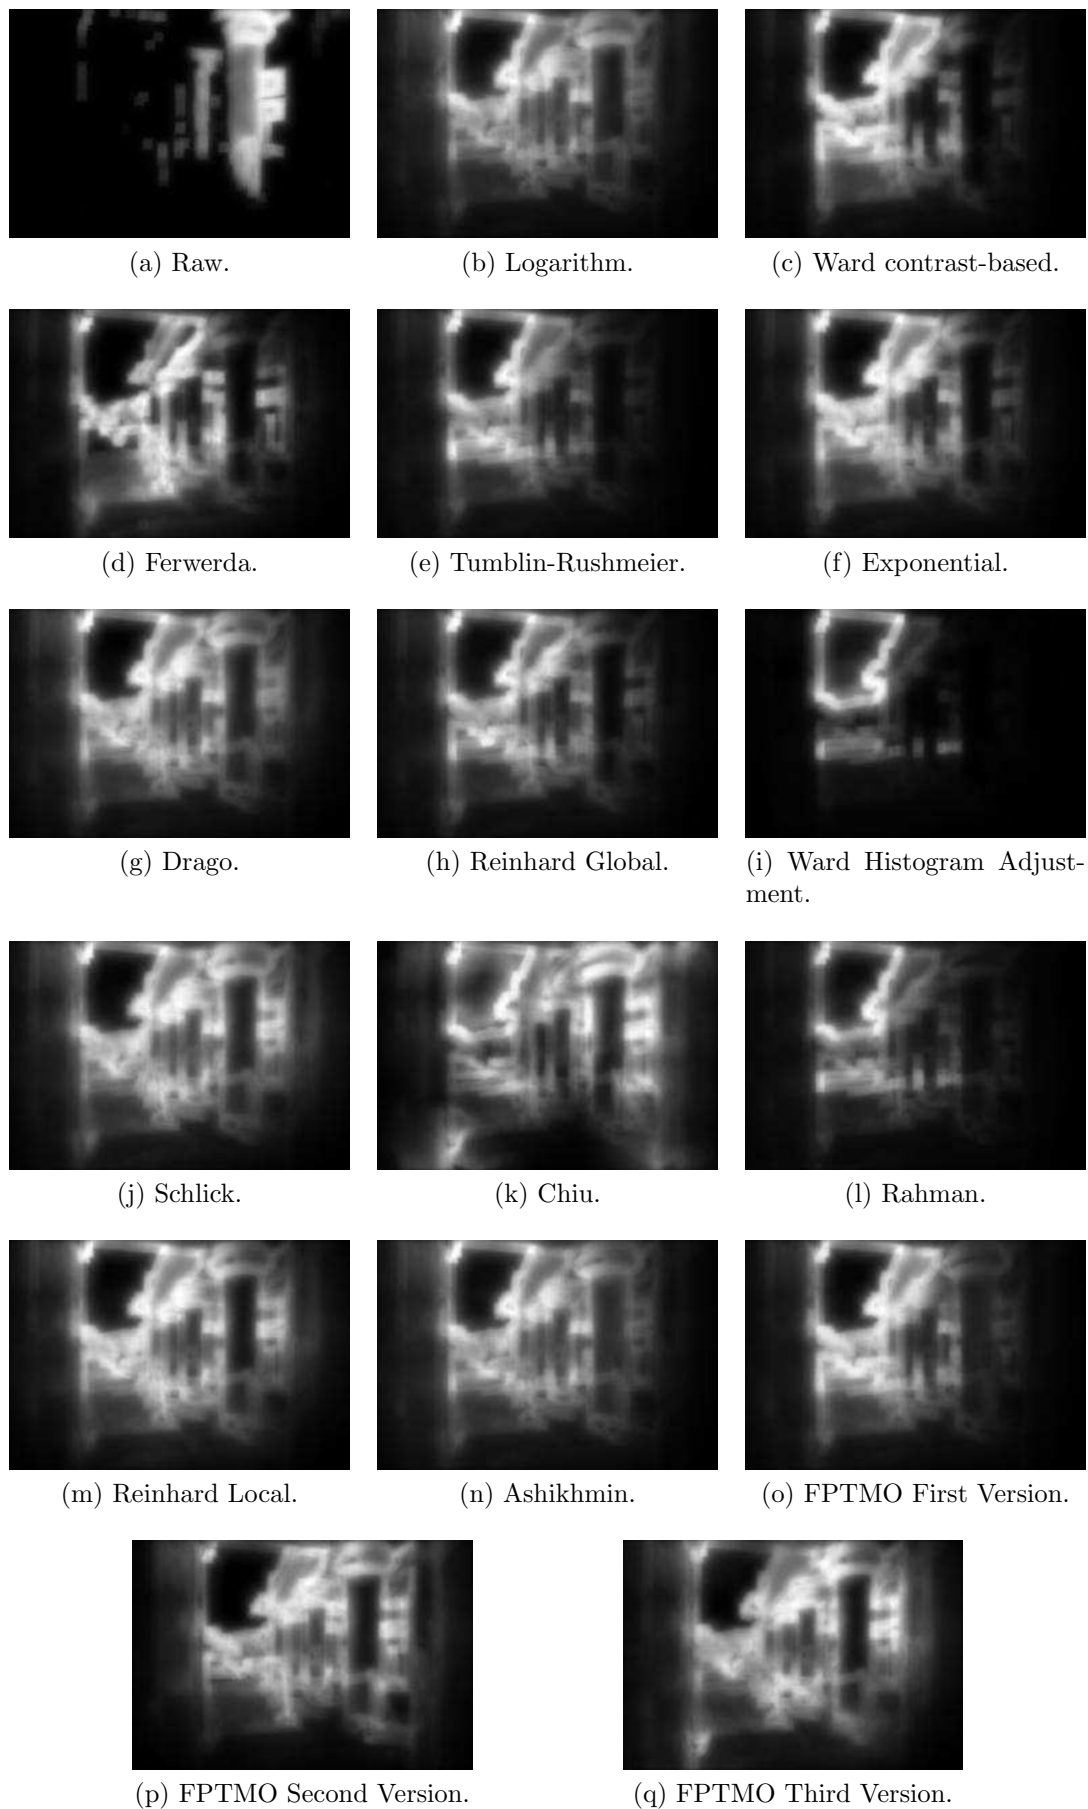 (a) Raw.
(b) Logarithm.
(c) Ward contrast-based.
(d) Ferwerda.
(e) Tumblin-Rushmeier.
(f) Exponential.
(g) Drago.
(h) Reinhard Global.
(i) Ward Histogram Adjust-
ment.
(j) Schlick.
(k) Chiu.
(l) Rahman.
(m) Reinhard Local.
(n) Ashikhmin.
(o) FPTMO First Version.
(p) FPTMO Second Version.
(q) FPTMO Third Version.